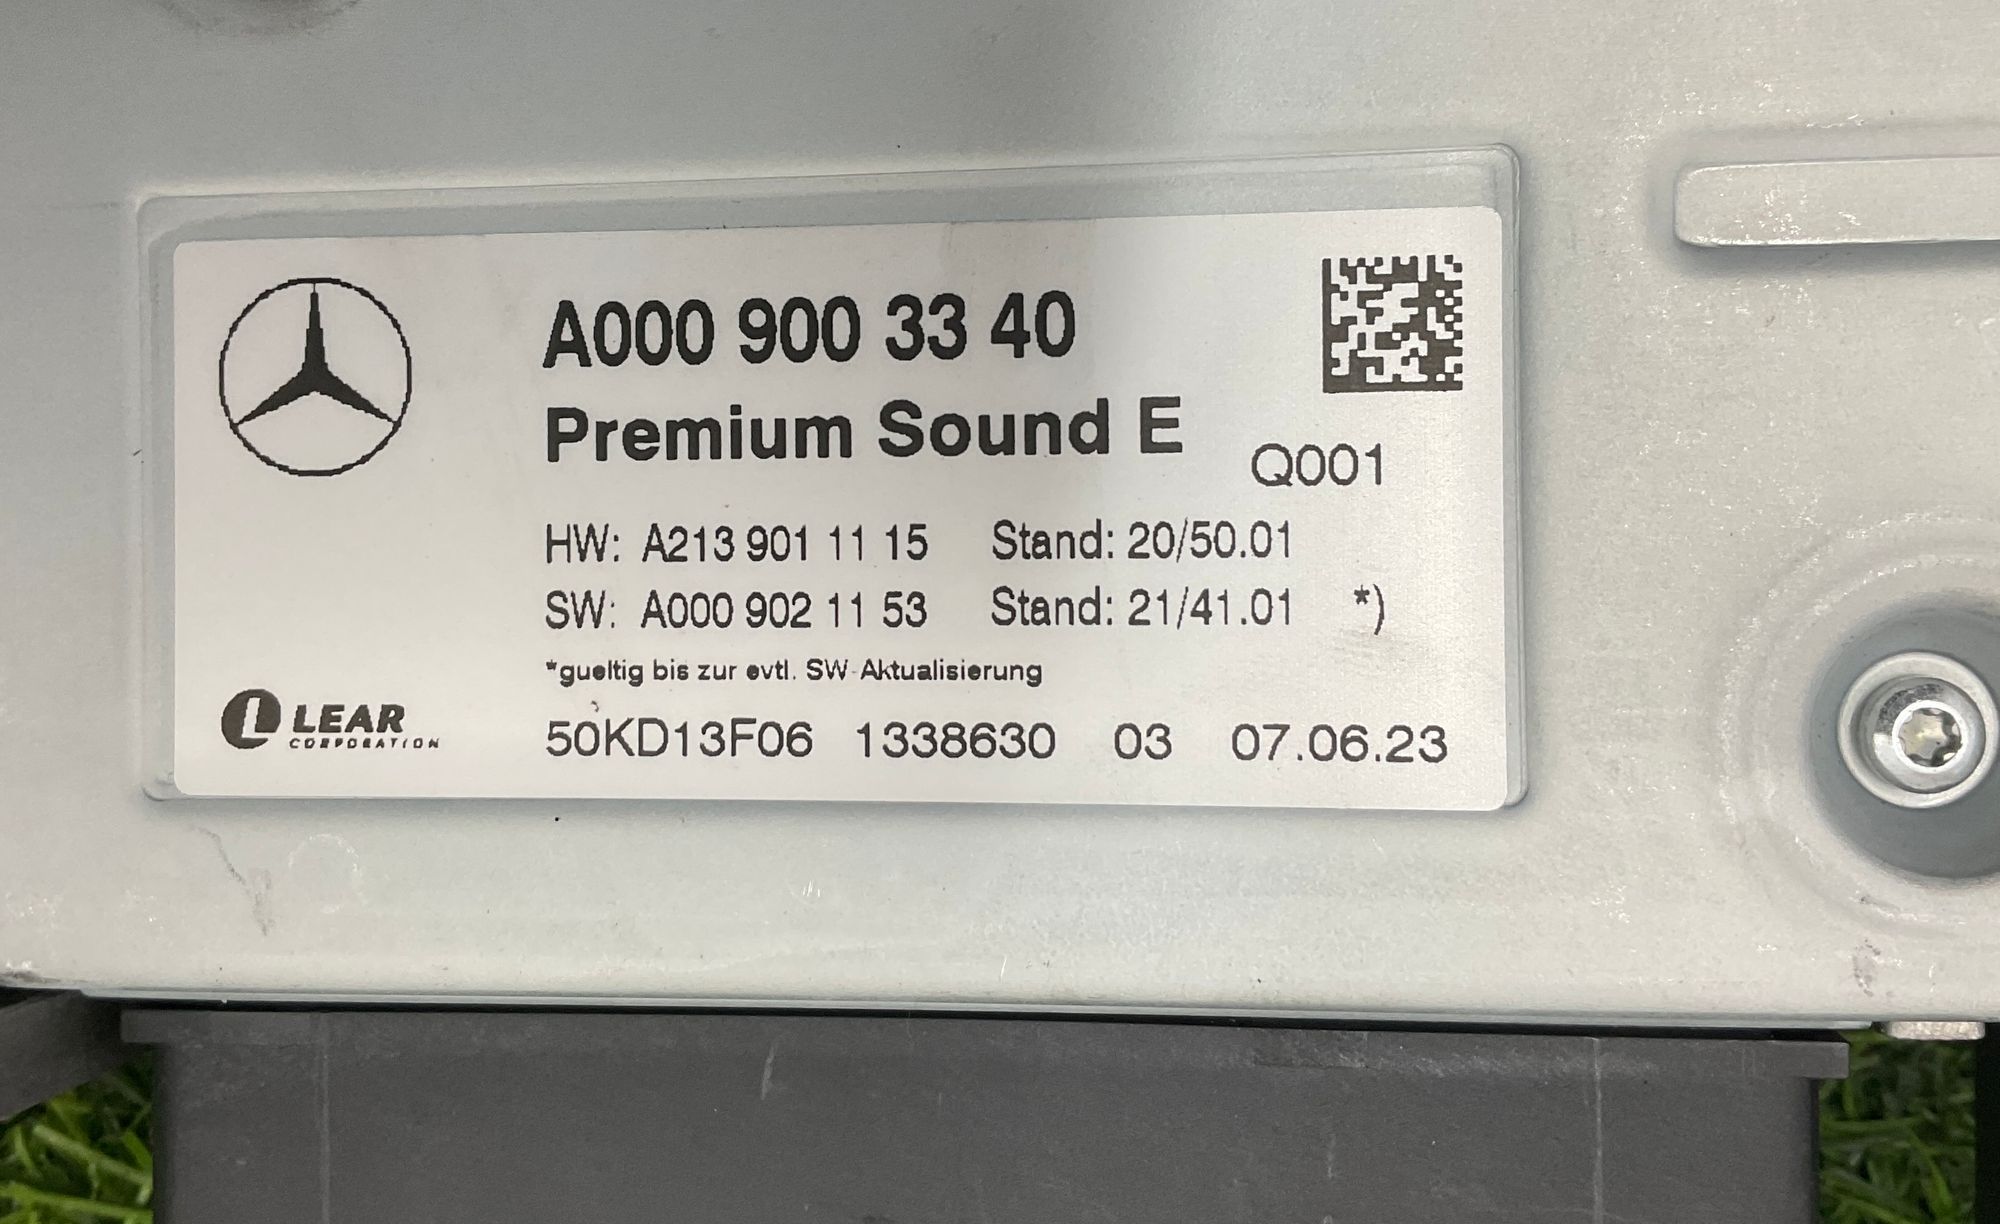 A000 900 33 40
Premium Sound E
Q001
HW: A213 901 11 15 Stand: 20/50.01
SW: A000 902 11 53 Stand: 21/41.01 *)
*gueltig bis zur evtl. SW-Aktualisierung
L LEAR
CORPORATION
50KD13F06 1338630 03 07.06.23